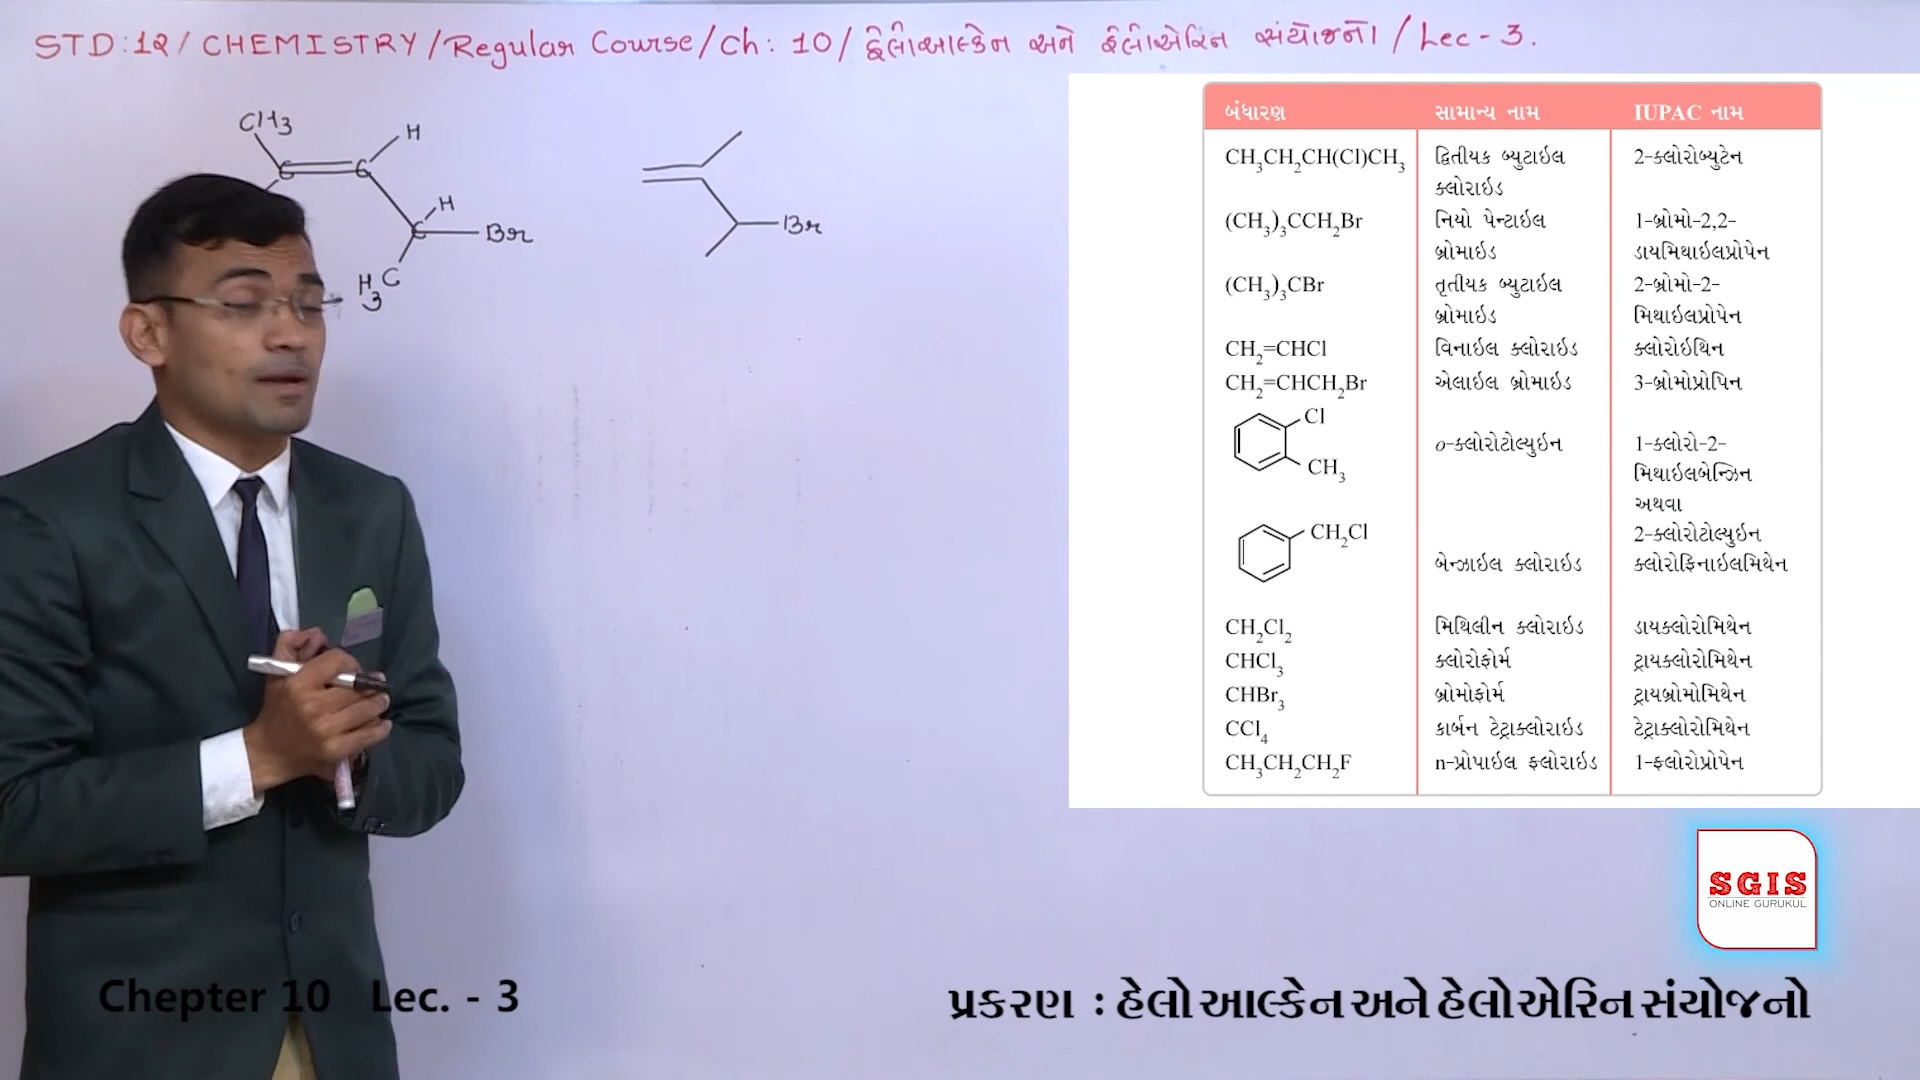 STD:12/CHEMISTRY/Regular Course/Ch: 10/ હેલોઆલ્કેન અને હેલોએરિન સંયોજનો/Lec-3.
CH3
C
C
H
H
C
Br
H3C
Br
બંધારણ સામાન્ય નામ IUPAC નામ
CH₃CH₂CH(Cl)CH₃ દ્વિતીયક બ્યુટાઇલ 2-ક્લોરોબ્યુટેન
ક્લોરાઇડ
(CH₃)₃CCH₂Br નિયો પેન્ટાઇલ 1-બ્રોમો-2,2-
બ્રોમાઇડ ડાયમિથાઇલપ્રોપેન
(CH₃)₃CBr તૃતીયક બ્યુટાઇલ 2-બ્રોમો-2-
બ્રોમાઇડ મિથાઇલપ્રોપેન
CH₂=CHCl વિનાઇલ ક્લોરાઇડ ક્લોરોઇથિન
CH₂=CHCH₂Br એલાઇલ બ્રોમાઇડ 3-બ્રોમોપ્રોપિન
Cl
o-ક્લોરોટોલ્યુઇન 1-ક્લોરો-2-
CH₃ મિથાઇલબેન્ઝિન
અથવા
CH₂Cl 2-ક્લોરોટોલ્યુઇન
બેન્ઝાઇલ ક્લોરાઇડ ક્લોરોફિનાઇલમિથેન
CH₂Cl₂ મિથિલીન ક્લોરાઇડ ડાયક્લોરોમિથેન
CHCl₃ ક્લોરોફોર્મ ટ્રાયક્લોરોમિથેન
CHBr₃ બ્રોમોફોર્મ ટ્રાયબ્રોમોમિથેન
CCl₄ કાર્બન ટેટ્રાક્લોરાઇડ ટેટ્રાક્લોરોમિથેન
CH₃CH₂CH₂F n-પ્રોપાઇલ ફ્લોરાઇડ 1-ફ્લોરોપ્રોપેન
SGIS
ONLINE GURUKUL
Chepter 10 Lec. - 3
પ્રકરણ : હેલોઆલ્કેન અને હેલોએરિન સંયોજનો